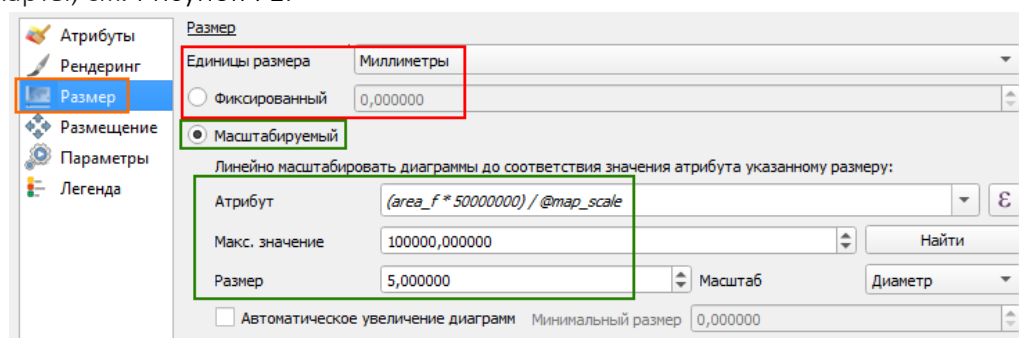 Атрибуты
Рендеринг
Размер
Размещение
Параметры
Легенда
Размер
Единицы размера Миллиметры
Фиксированный 0,000000
Масштабируемый
Линейно масштабировать диаграммы до соответствия значения атрибута указанному размеру:
Атрибут (area_f * 50000000) / @map_scale ε
Макс. значение 100000,000000 Найти
Размер 5,000000 Масштаб Диаметр
Автоматическое увеличение диаграмм Минимальный размер 0,000000